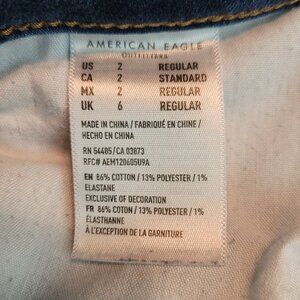 AMERICAN EAGLE
OUTFITTERS
US 2 REGULAR
CA 2 STANDARD
MX 2 REGULAR
UK 6 REGULAR
MADE IN CHINA / FABRIQUÉ EN CHINE /
HECHO EN CHINA
RN 54485/CA 03873
RFC# AEM120605U9A
EN 86% COTTON / 13% POLYESTER / 1%
ELASTANE
EXCLUSIVE OF DECORATION
FR 86% COTON / 13% POLYESTER / 1%
ÉLASTHANNE
À L'EXCEPTION DE LA GARNITURE